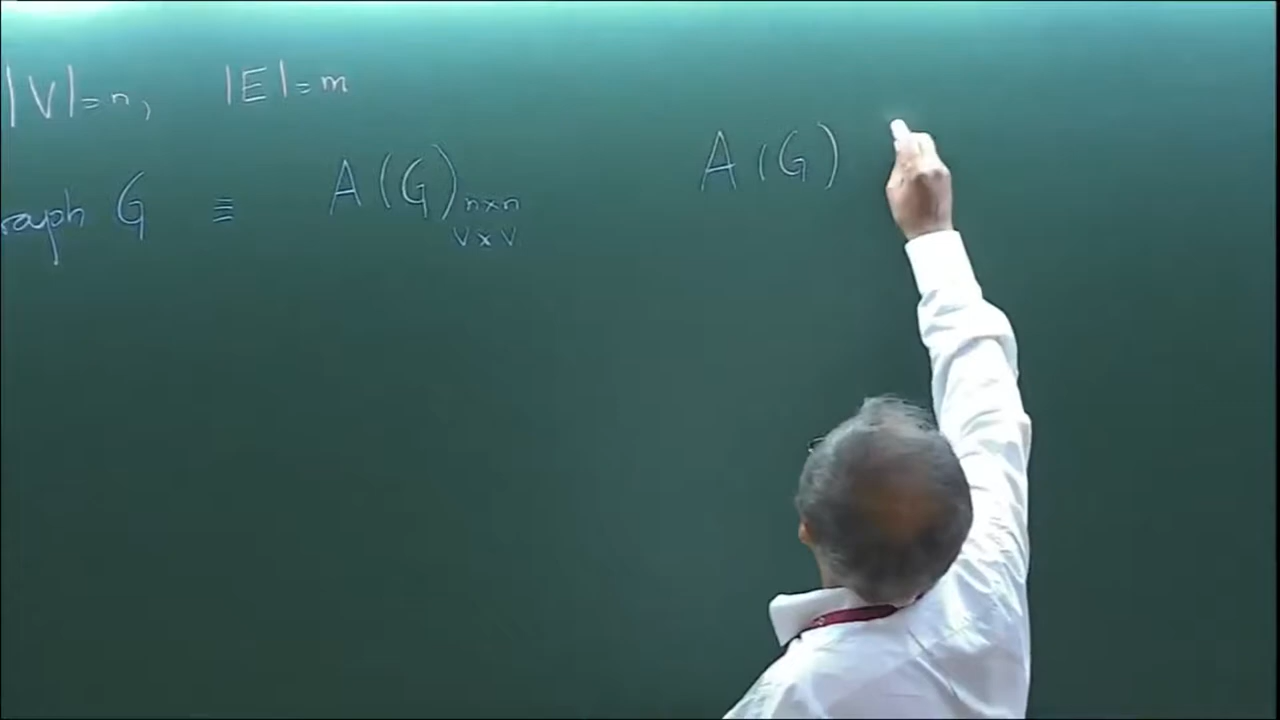 |V|=n, |E|=m
raph G ≡ A(G) n×n A(G)
V×V